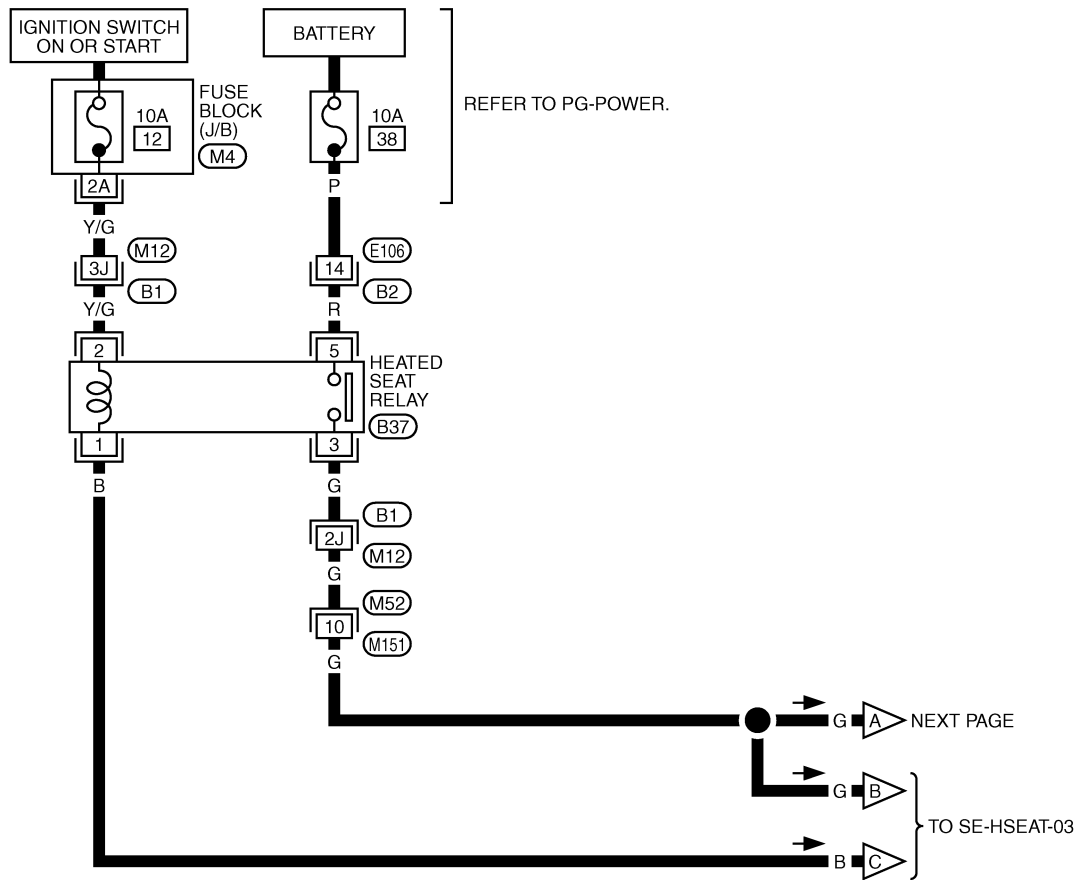 IGNITION SWITCH
ON OR START
BATTERY
REFER TO PG-POWER.
FUSE
BLOCK
(J/B)
M4
10A
12
10A
38
2A
P
Y/G
M12
3J
B1
Y/G
E106
14
B2
R
2
5
HEATED
SEAT
RELAY
B37
1
3
B
G
B1
2J
M12
G
M52
10
M151
G
G
A
NEXT PAGE
G
B
TO SE-HSEAT-03
B
C